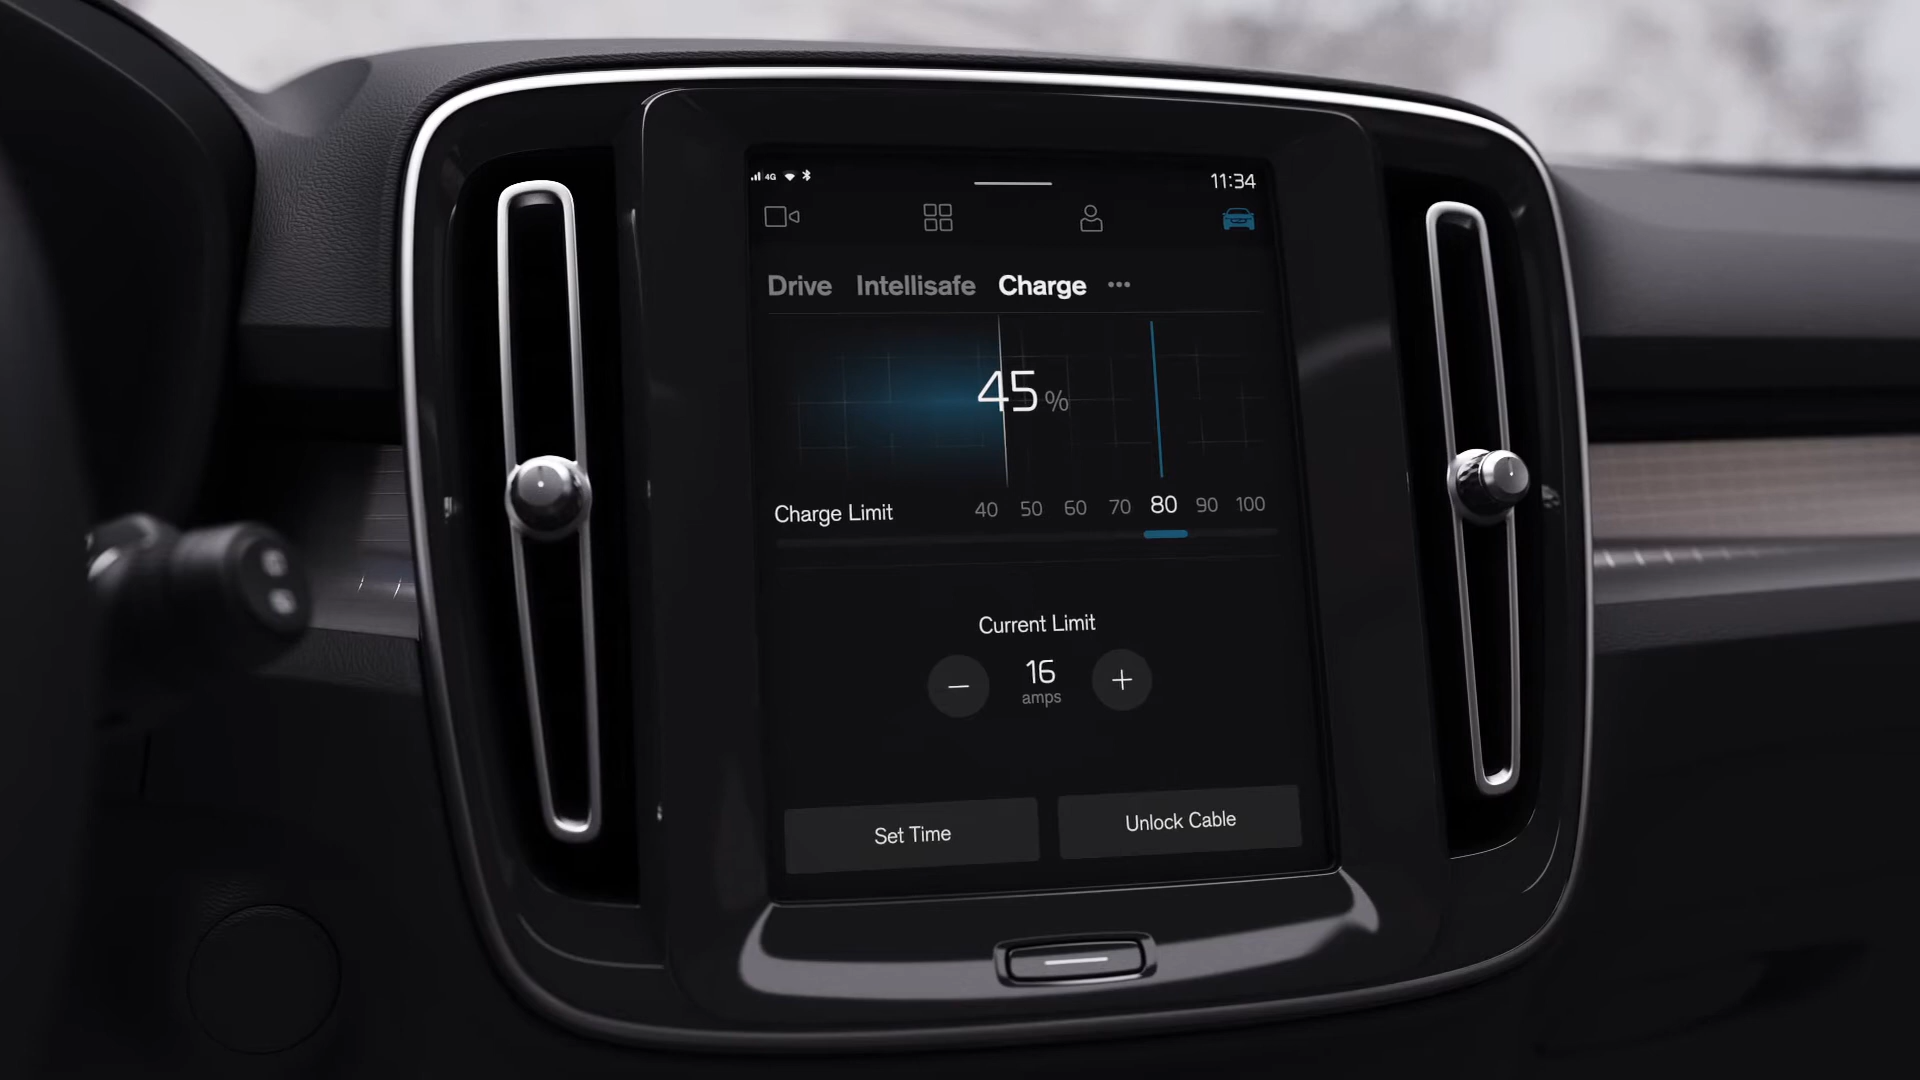 4G
11:34
Drive Intellisafe Charge ...
45 %
Charge Limit 40 50 60 70 80 90 100
Current Limit
16
amps
Set Time Unlock Cable